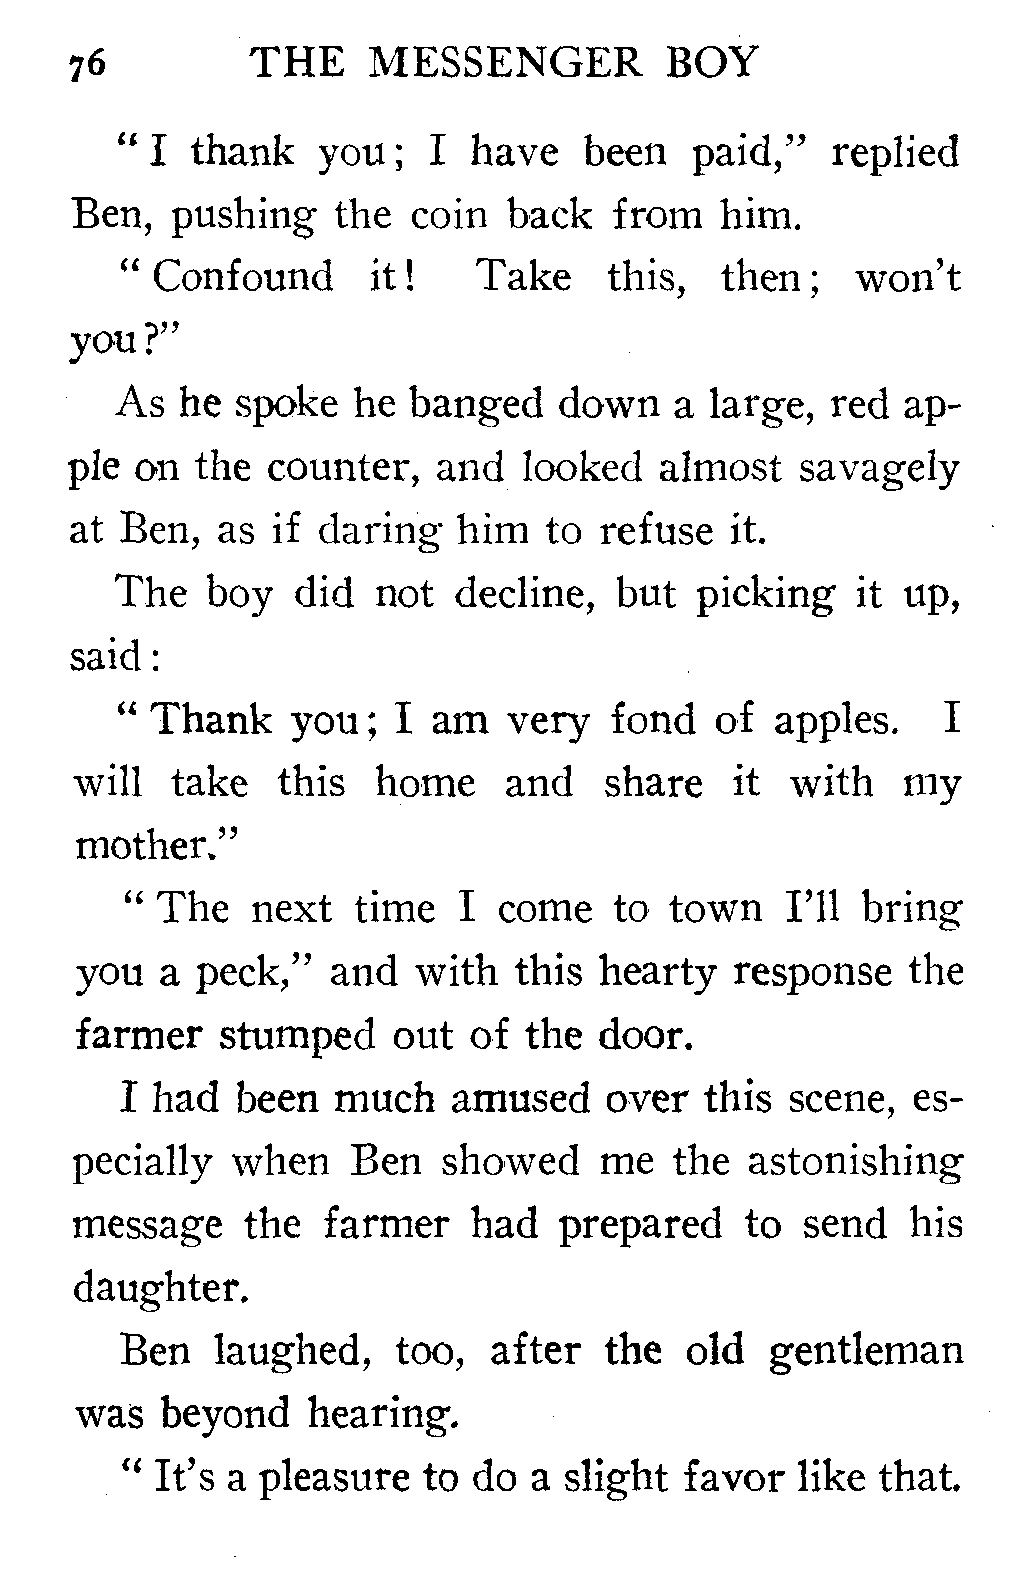 76 THE MESSENGER BOY
“ I thank you ; I have been paid,” replied
Ben, pushing the coin back from him.
“ Confound it ! Take this, then ; won’t
you ?”
As he spoke he banged down a large, red ap-
ple on the counter, and looked almost savagely
at Ben, as if daring him to refuse it.
The boy did not decline, but picking it up,
said :
“ Thank you ; I am very fond of apples. I
will take this home and share it with my
mother.”
“ The next time I come to town I’ll bring
you a peck,” and with this hearty response the
farmer stumped out of the door.
I had been much amused over this scene, es-
pecially when Ben showed me the astonishing
message the farmer had prepared to send his
daughter.
Ben laughed, too, after the old gentleman
was beyond hearing.
“ It’s a pleasure to do a slight favor like that.